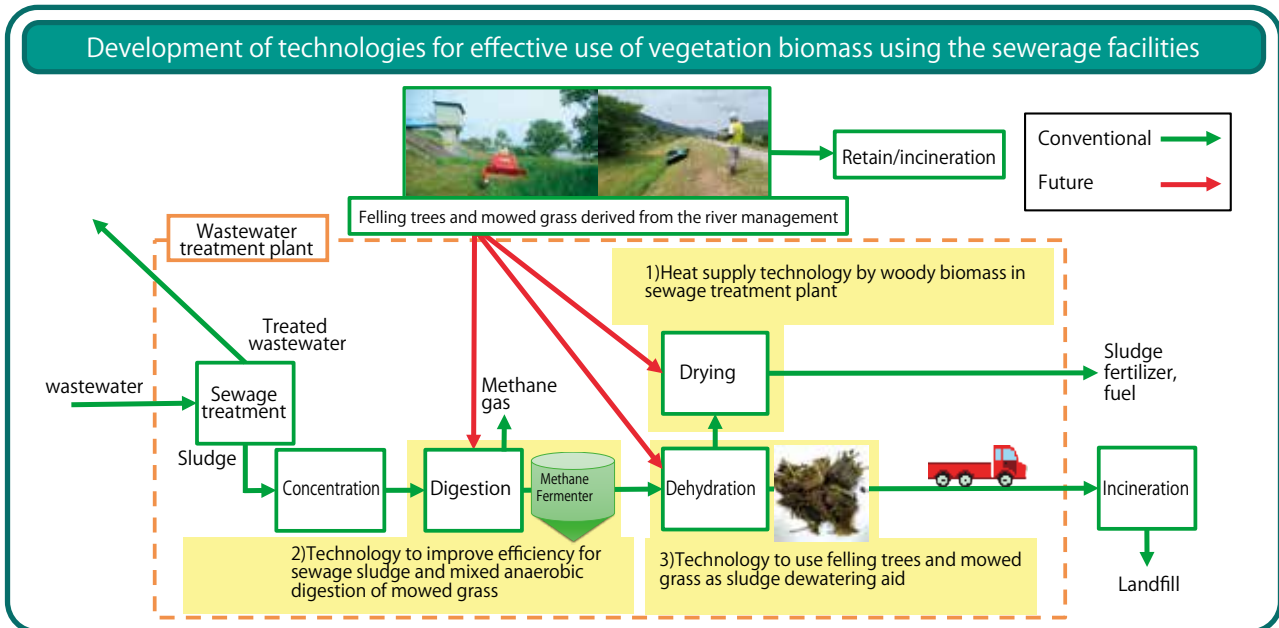 Development of technologies for effective use of vegetation biomass using the sewerage facilities
Retain/incineration
Conventional
Future
Felling trees and mowed grass derived from the river management
Wastewater
treatment plant
1)Heat supply technology by woody biomass in
sewage treatment plant
Treated
wastewater
wastewater
Sewage
treatment
Sludge
Concentration
Methane
gas
Digestion
Methane
Fermenter
Drying
Sludge
fertilizer,
fuel
Dehydration
Incineration
Landfill
2)Technology to improve efficiency for
sewage sludge and mixed anaerobic
digestion of mowed grass
3)Technology to use felling trees and mowed
grass as sludge dewatering aid